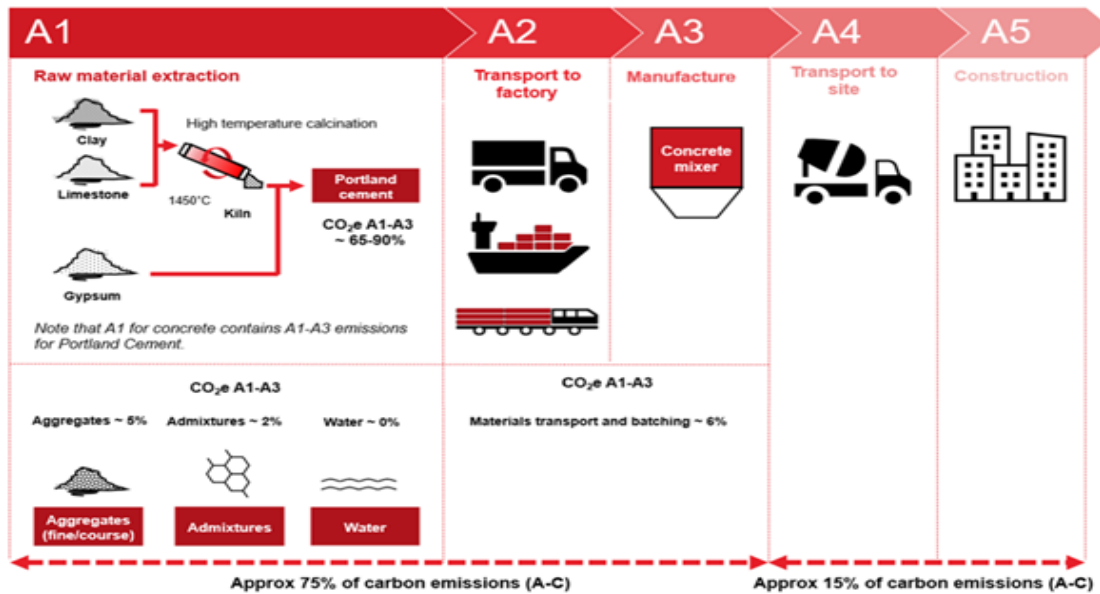 A1
A2
A3
A4
A5
Raw material extraction
Clay
Limestone
High temperature calcination
1450°C
Kiln
Portland
cement
CO₂e A1-A3
~ 65-90%
Gypsum
Note that A1 for concrete contains A1-A3 emissions
for Portland Cement.
Transport to
factory
Manufacture
Concrete
mixer
Transport to
site
Construction
CO₂e A1-A3
Aggregates ~ 5%
Admixtures ~ 2%
Water ~ 0%
Aggregates
(fine/course)
Admixtures
Water
CO₂e A1-A3
Materials transport and batching ~ 6%
Approx 75% of carbon emissions (A-C)
Approx 15% of carbon emissions (A-C)